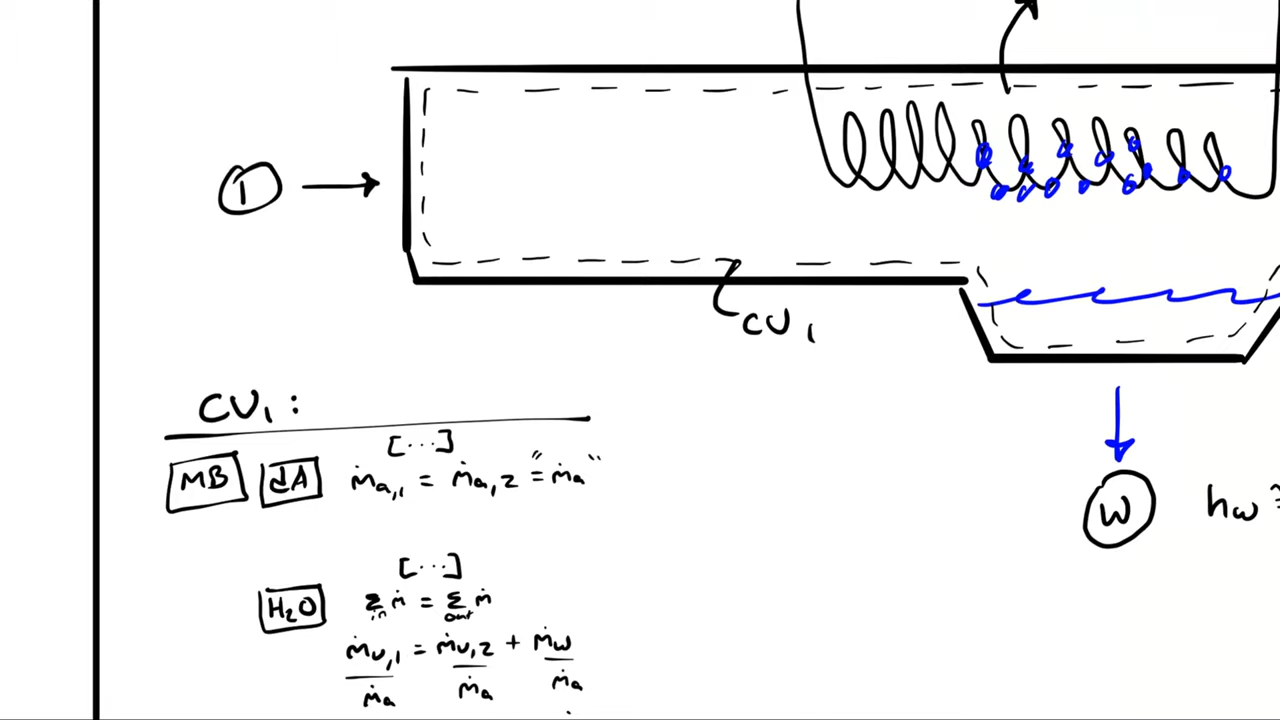 1
CV1
W hw
CV1 :
[...]
MB dA ṁa,1 = ṁa,2 "= ṁa"
[...]
H2O Σin ṁ = Σout ṁ
ṁv,1 = ṁv,2 + ṁw
ṁa ṁa ṁa